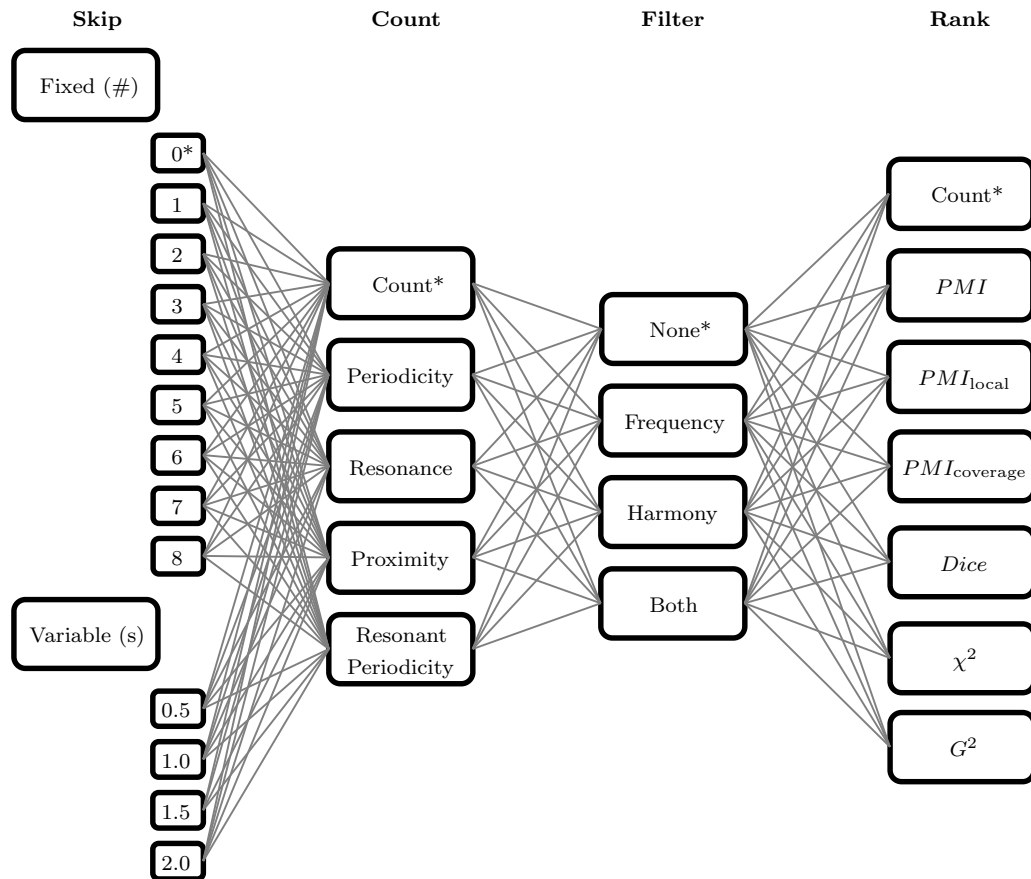 Skip
Count
Filter
Rank
Fixed (#)
0*
1
2
3
4
5
6
7
8
Variable (s)
0.5
1.0
1.5
2.0
Count*
Periodicity
Resonance
Proximity
Resonant
Periodicity
None*
Frequency
Harmony
Both
Count*
PMI
PMI_local
PMI_coverage
Dice
χ²
G²